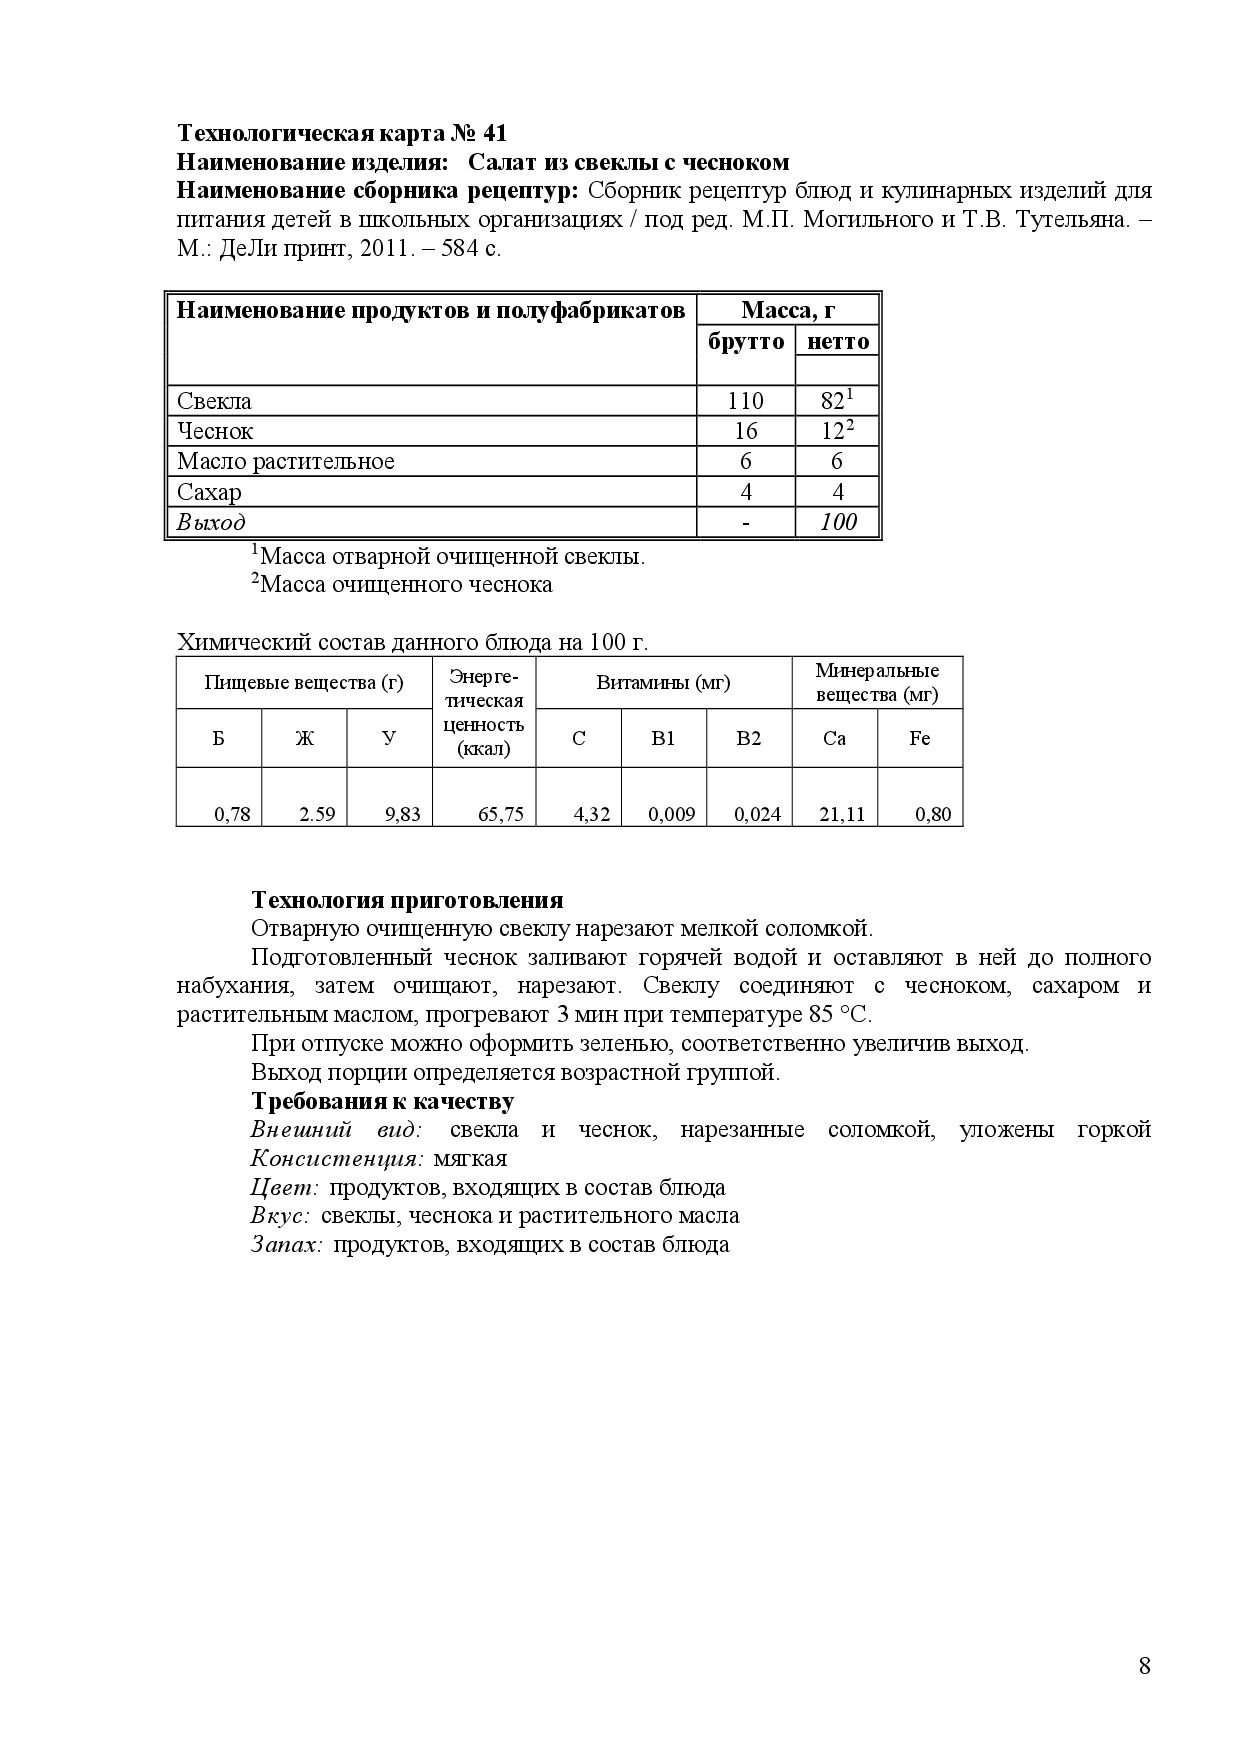 Технологическая карта № 41
Наименование изделия: Салат из свеклы с чесноком
Наименование сборника рецептур: Сборник рецептур блюд и кулинарных изделий для
питания детей в школьных организациях / под ред. М.П. Могильного и Т.В. Тутельяна. –
М.: ДеЛи принт, 2011. – 584 с.
Наименование продуктов и полуфабрикатов Масса, г
брутто нетто
Свекла 110 82¹
Чеснок 16 12²
Масло растительное 6 6
Сахар 4 4
Выход - 100
¹Масса отварной очищенной свеклы.
²Масса очищенного чеснока
Химический состав данного блюда на 100 г.
Пищевые вещества (г) Энерге-
тическая
ценность
(ккал) Витамины (мг) Минеральные
вещества (мг)
Б Ж У С В1 В2 Са Fe
0,78 2.59 9,83 65,75 4,32 0,009 0,024 21,11 0,80
Технология приготовления
Отварную очищенную свеклу нарезают мелкой соломкой.
Подготовленный чеснок заливают горячей водой и оставляют в ней до полного
набухания, затем очищают, нарезают. Свеклу соединяют с чесноком, сахаром и
растительным маслом, прогревают 3 мин при температуре 85 °С.
При отпуске можно оформить зеленью, соответственно увеличив выход.
Выход порции определяется возрастной группой.
Требования к качеству
Внешний вид: свекла и чеснок, нарезанные соломкой, уложены горкой
Консистенция: мягкая
Цвет: продуктов, входящих в состав блюда
Вкус: свеклы, чеснока и растительного масла
Запах: продуктов, входящих в состав блюда
8